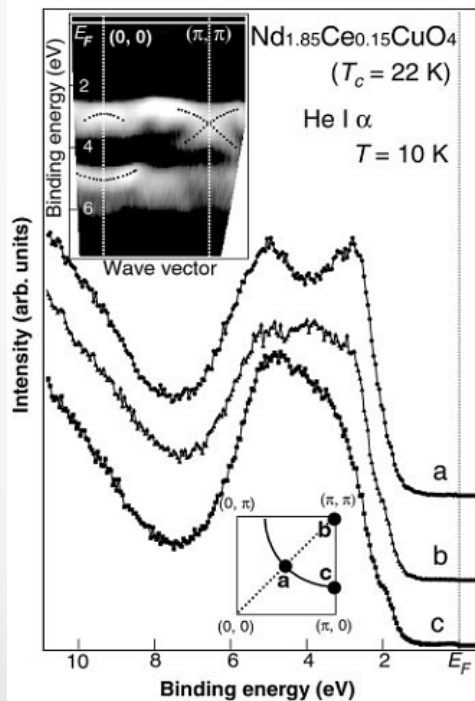 Nd1.85Ce0.15CuO4
(Tc = 22 K)
He I α
T = 10 K
EF (0, 0) (π, π)
Binding energy (eV)
2
4
6
Wave vector
Intensity (arb. units)
a
b
c
(0, π) (π, π)
b
a
c
(0, 0) (π, 0)
10 8 6 4 2 EF
Binding energy (eV)